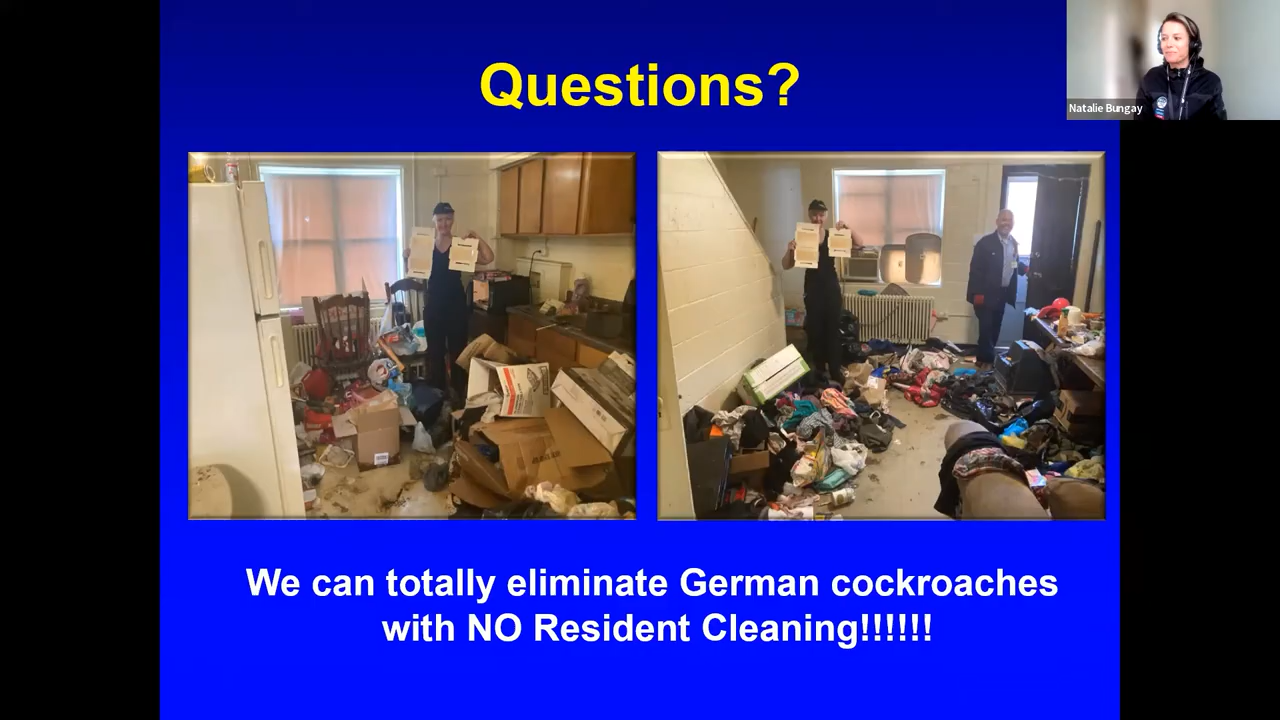 Questions?
Natalie Bungay
We can totally eliminate German cockroaches
with NO Resident Cleaning!!!!!!